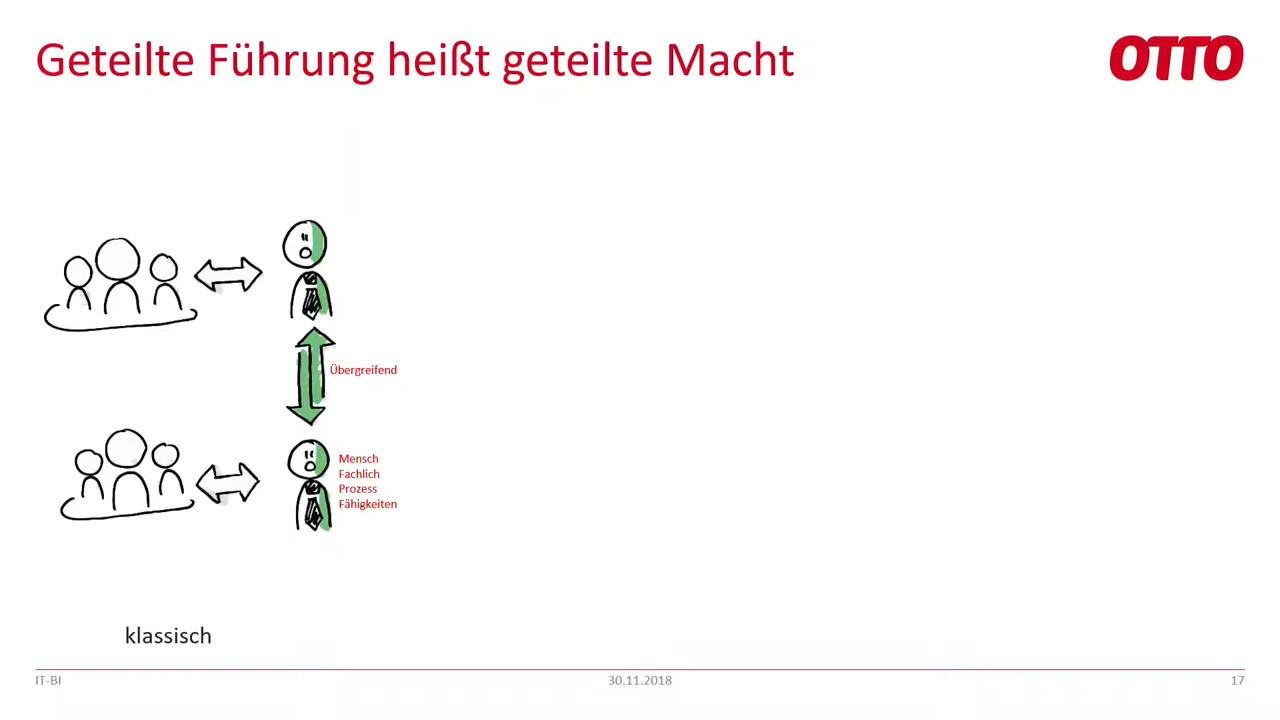 Geteilte Führung heißt geteilte Macht
OTTO
Übergreifend
Mensch
Fachlich
Prozess
Fähigkeiten
klassisch
IT-BI
30.11.2018
17